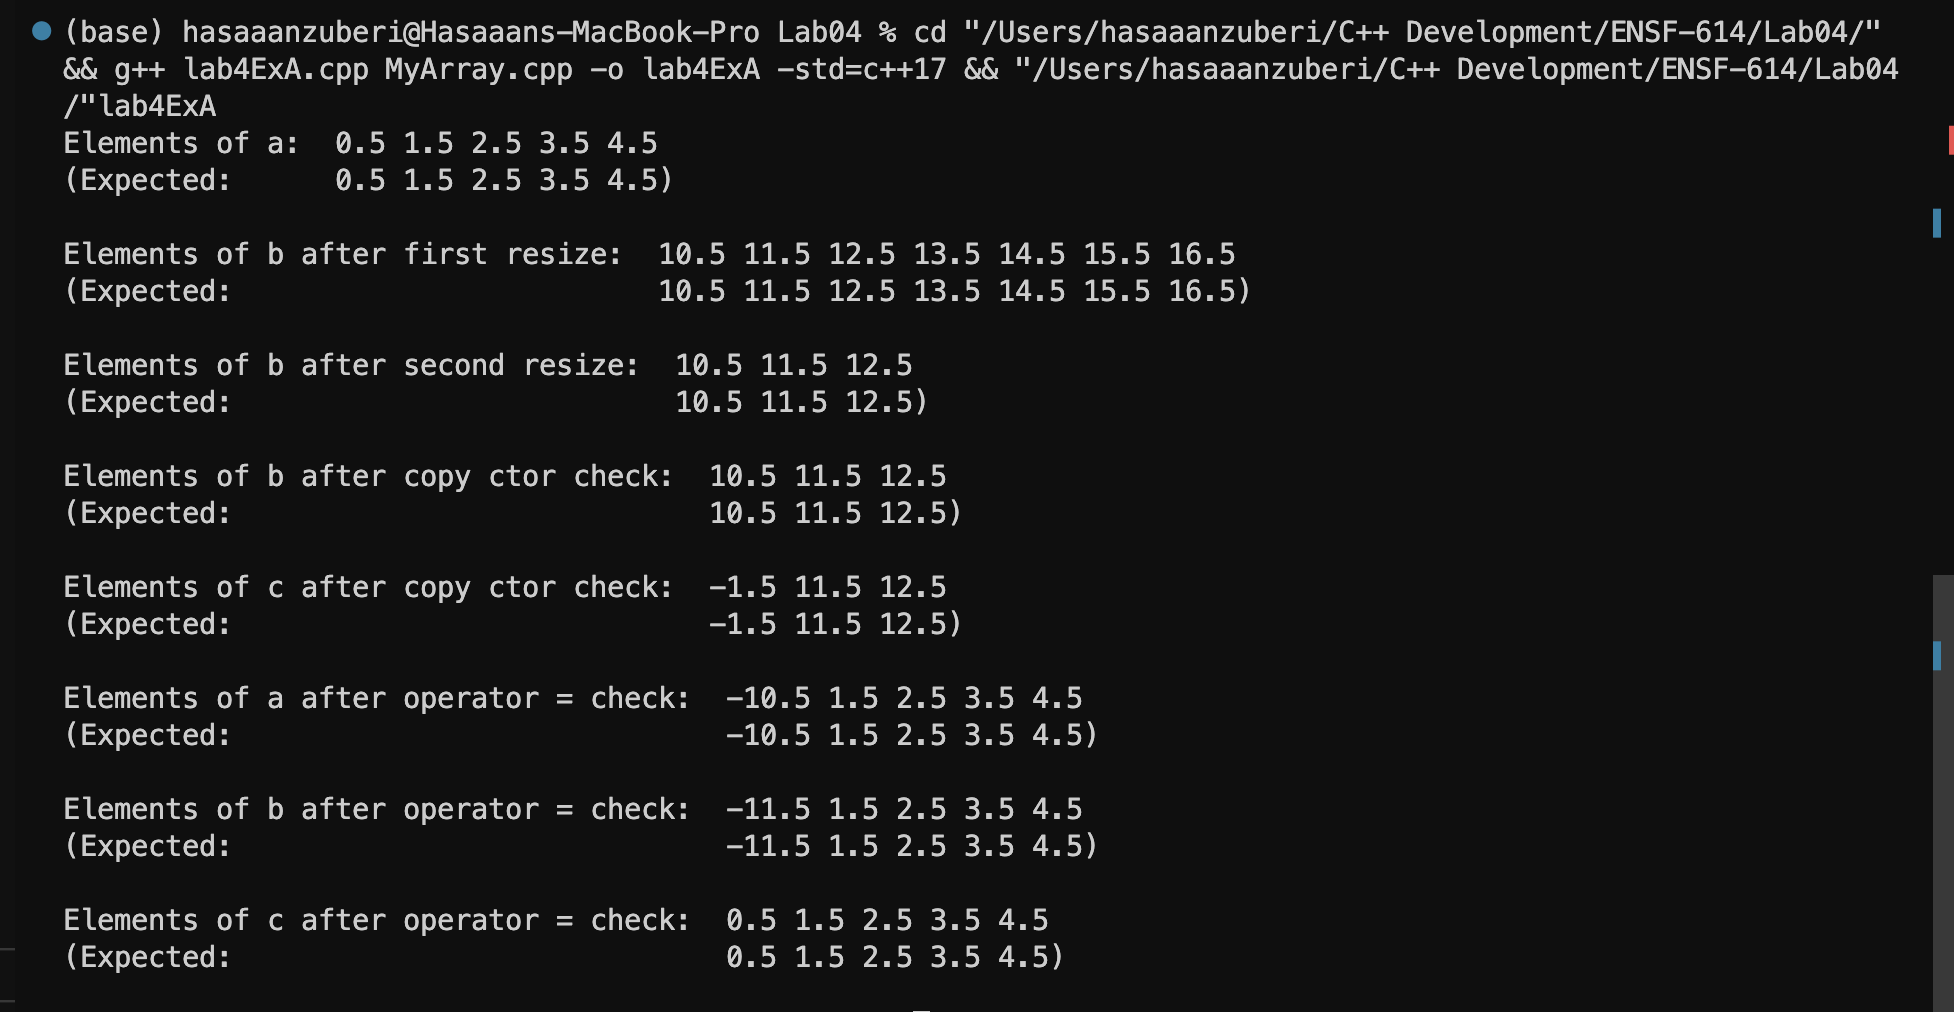 (base) hasaaanzuberi@Hasaaans-MacBook-Pro Lab04 % cd "/Users/hasaaanzuberi/C++ Development/ENSF-614/Lab04/"
&& g++ lab4ExA.cpp MyArray.cpp -o lab4ExA -std=c++17 && "/Users/hasaaanzuberi/C++ Development/ENSF-614/Lab04
/"lab4ExA
Elements of a:  0.5 1.5 2.5 3.5 4.5
(Expected:      0.5 1.5 2.5 3.5 4.5)

Elements of b after first resize:  10.5 11.5 12.5 13.5 14.5 15.5 16.5
(Expected:                         10.5 11.5 12.5 13.5 14.5 15.5 16.5)

Elements of b after second resize:  10.5 11.5 12.5
(Expected:                          10.5 11.5 12.5)

Elements of b after copy ctor check:  10.5 11.5 12.5
(Expected:                            10.5 11.5 12.5)

Elements of c after copy ctor check:  -1.5 11.5 12.5
(Expected:                            -1.5 11.5 12.5)

Elements of a after operator = check:  -10.5 1.5 2.5 3.5 4.5
(Expected:                             -10.5 1.5 2.5 3.5 4.5)

Elements of b after operator = check:  -11.5 1.5 2.5 3.5 4.5
(Expected:                             -11.5 1.5 2.5 3.5 4.5)

Elements of c after operator = check:  0.5 1.5 2.5 3.5 4.5
(Expected:                             0.5 1.5 2.5 3.5 4.5)